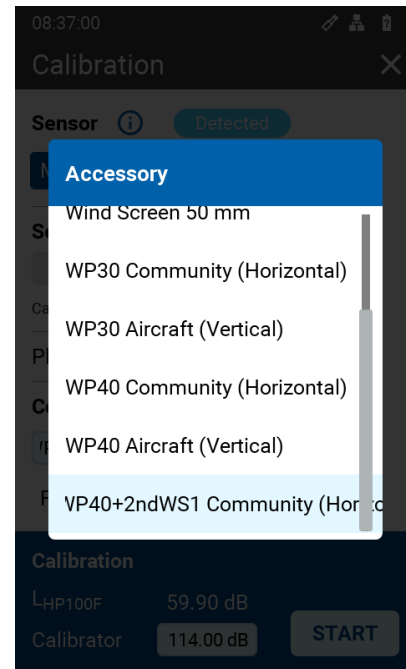 08:37:00
Calibration
Sensor
Detected
Accessory
Wind Screen 50 mm
WP30 Community (Horizontal)
WP30 Aircraft (Vertical)
WP40 Community (Horizontal)
WP40 Aircraft (Vertical)
WP40+2ndWS1 Community (Hor
Calibration
LHP100F 59.90 dB
Calibrator 114.00 dB START